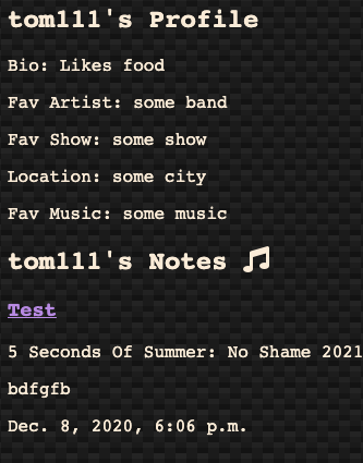 tom111's Profile
Bio: Likes food
Fav Artist: some band
Fav Show: some show
Location: some city
Fav Music: some music
tom111's Notes 🎵
Test
5 Seconds Of Summer: No Shame 2021
bdfgfb
Dec. 8, 2020, 6:06 p.m.